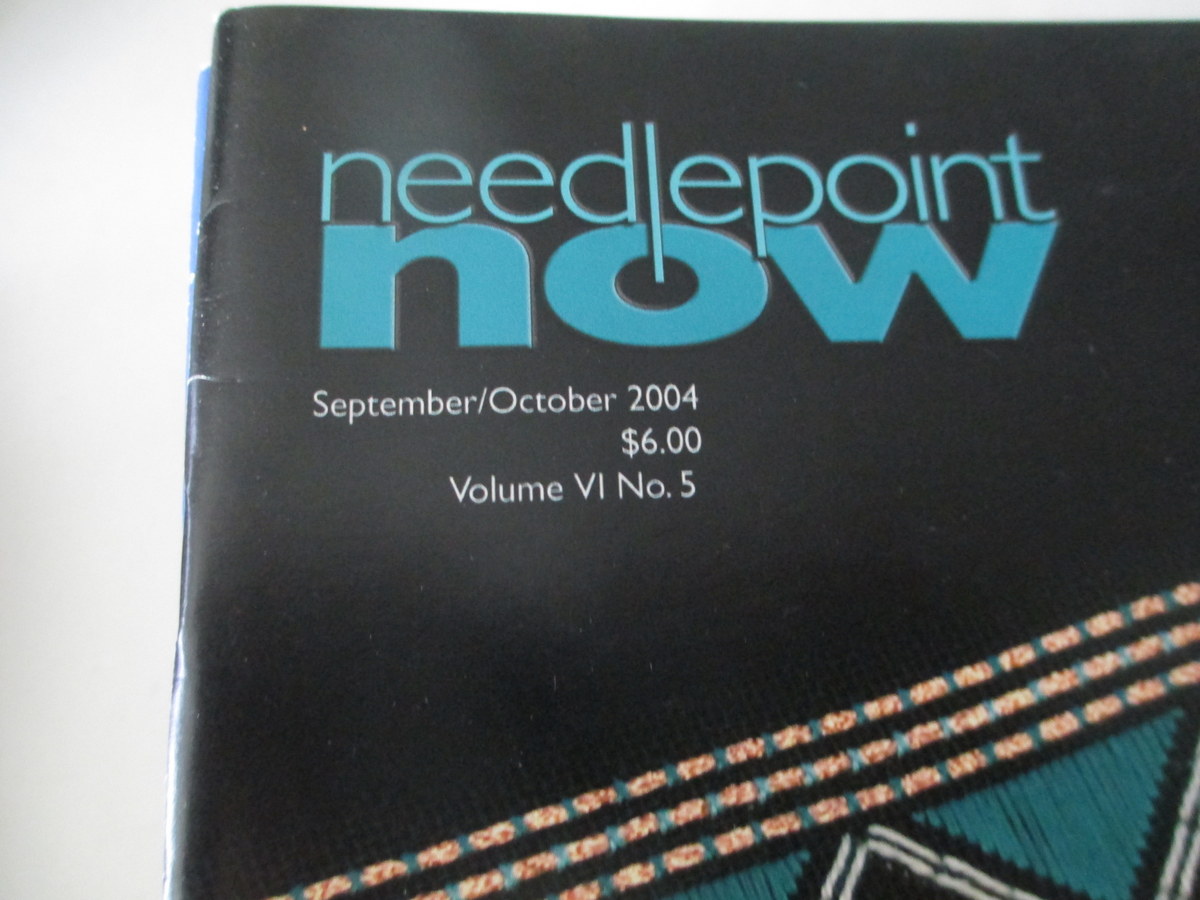 needlepoint
now
September/October 2004
$6.00
Volume VI No. 5